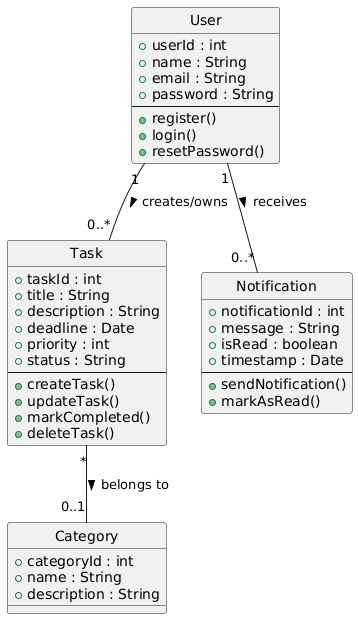 User
userId : int
name : String
email : String
password : String
register()
login()
resetPassword()
1
1
creates/owns
receives
0..*
0..*
Task
taskId : int
title : String
description : String
deadline : Date
priority : int
status : String
createTask()
updateTask()
markCompleted()
deleteTask()
Notification
notificationId : int
message : String
isRead : boolean
timestamp : Date
sendNotification()
markAsRead()
*
belongs to
0..1
Category
categoryId : int
name : String
description : String